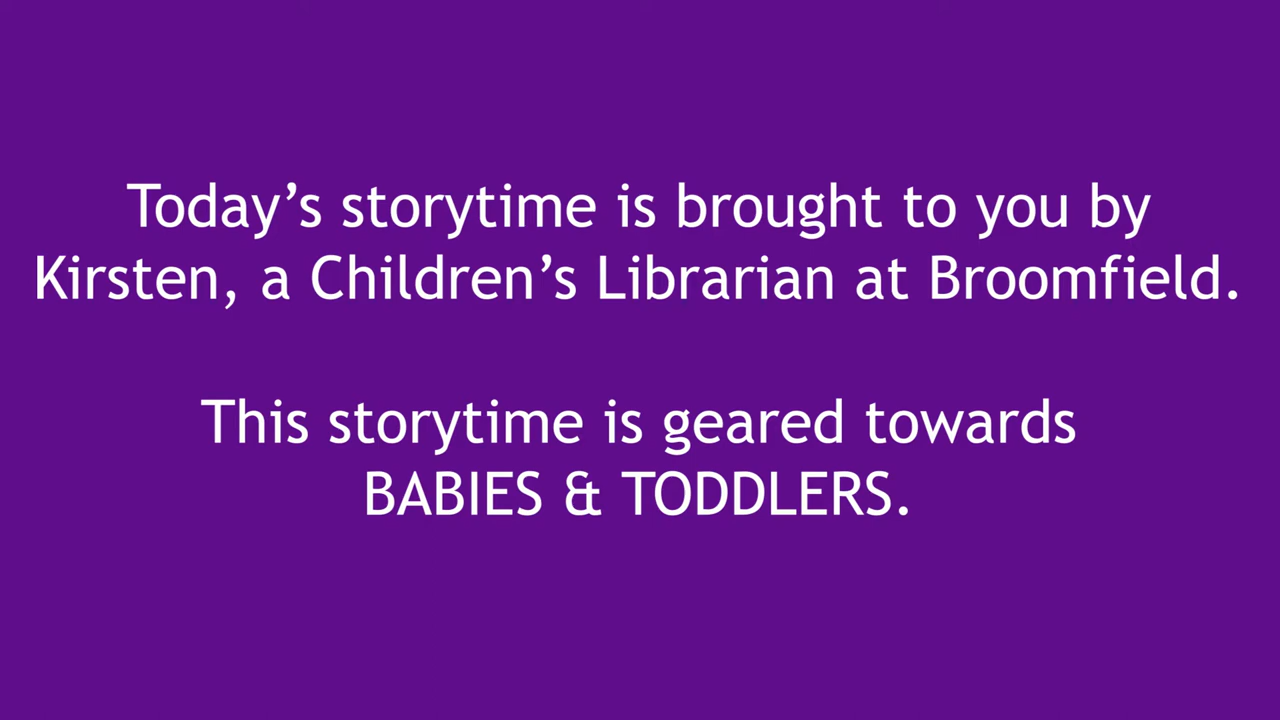 Today’s storytime is brought to you by
Kirsten, a Children’s Librarian at Broomfield.
This storytime is geared towards
BABIES & TODDLERS.